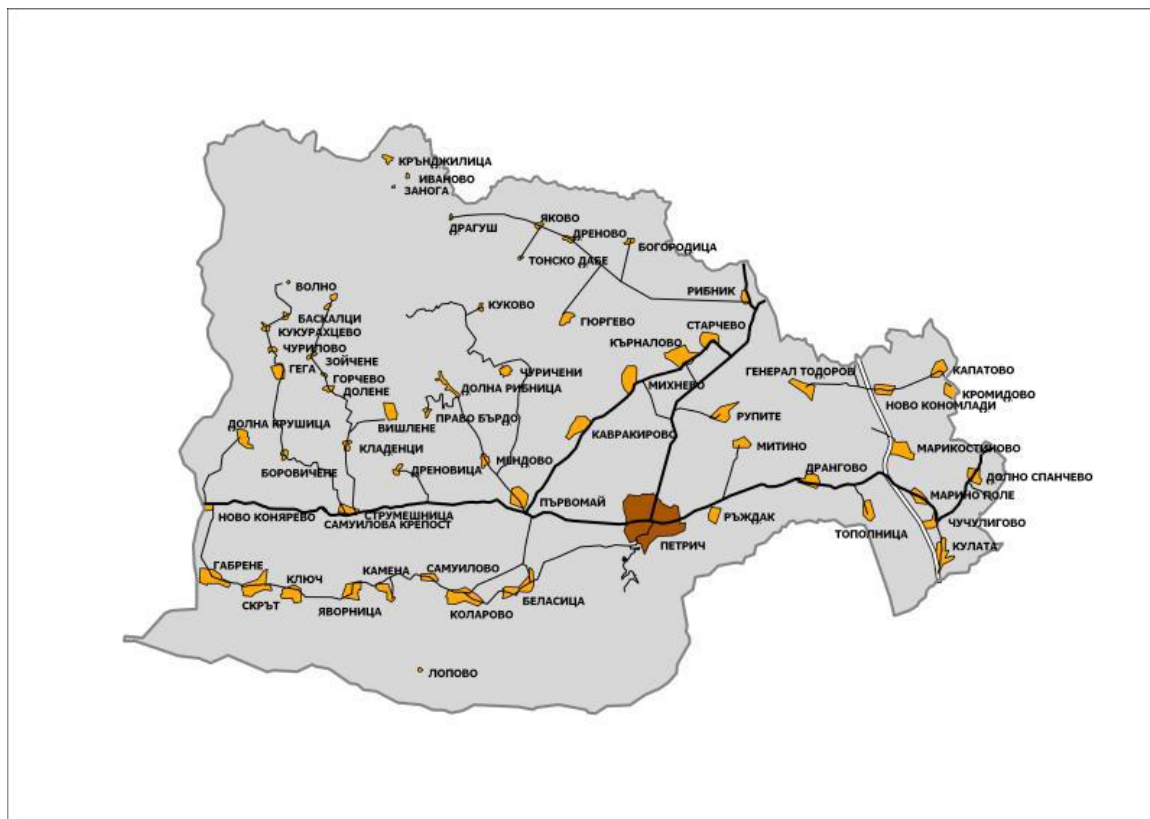 КРЪНДЖИЛИЦА
ИВАНОВО
ЗАНОГА
ЯКОВО
ДРАГУШ
ДРЕНОВО
БОГОРОДИЦА
ТОНСКО ДАБЕ
ВОЛНО
РИБНИК
КУКОВО
БАСКАЛЦИ
ГЮРГЕВО
СТАРЧЕВО
КУКУРАХЦЕВО
КЪРНАЛОВО
ЧУРИЛОВО
ЗОЙЧЕНЕ
ГЕГА
ЧУРИЧЕНИ
ГЕНЕРАЛ ТОДОРОВ
КАПАТОВО
ГОРЧЕВО
ДОЛНА РИБНИЦА
МИХНЕВО
ДОЛЕНЕ
КРОМИДОВО
НОВО КОНОМЛАДИ
ДОЛНА КРУШИЦА
ПРАВО БЪРДО
РУПИТЕ
ВИШЛЕНЕ
КАВРАКИРОВО
КЛАДЕНЦИ
МИТИНО
МАРИКОСТИНОВО
МЕНДОВО
БОРОВИЧЕНЕ
ДРЕНОВИЦА
ДРАНГОВО
ДОЛНО СПАНЧЕВО
МАРИНО ПОЛЕ
ПЪРВОМАЙ
НОВО КОНЯРЕВО
СТРУМЕШНИЦА
РЪЖДАК
САМУИЛОВА КРЕПОСТ
ЧУЧУЛИГОВО
ТОПОЛНИЦА
ПЕТРИЧ
КУЛАТА
ГАБРЕНЕ
КАМЕНА
САМУИЛОВО
КЛЮЧ
БЕЛАСИЦА
СКРЪТ
ЯВОРНИЦА
КОЛАРОВО
ЛОПОВО